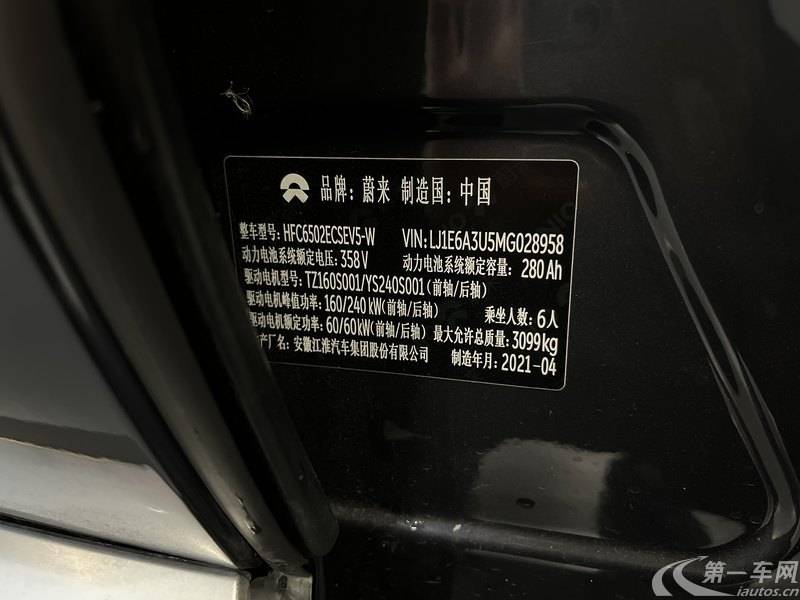 品牌：蔚来 制造国：中国
整车型号：HFC6502ECSEV5-W VIN：LJ1E6A3U5MG028958
动力电池系统额定电压：358V 动力电池系统额定容量：280Ah
驱动电机型号：TZ160S001/YS240S001（前轴/后轴）
驱动电机峰值功率：160/240kW（前轴/后轴） 乘坐人数：6人
驱动电机额定功率：60/60kW（前轴/后轴） 最大允许总质量：3099kg
产厂名：安徽江淮汽车集团股份有限公司 制造年月：2021-04
第一车网
iautos.cn